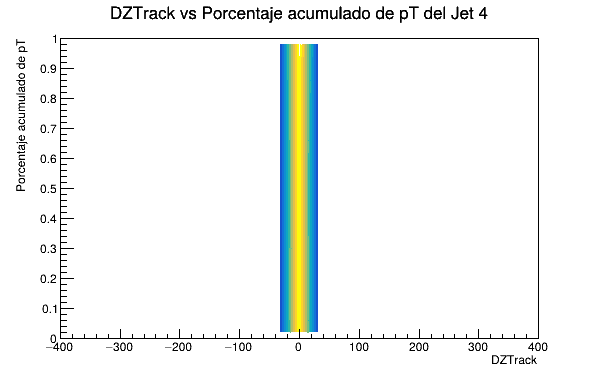 DZTrack vs Porcentaje acumulado de pT del Jet 4
Porcentaje acumulado de pT
1
0.9
0.8
0.7
0.6
0.5
0.4
0.3
0.2
0.1
0
−400 −300 −200 −100 0 100 200 300 400
DZTrack